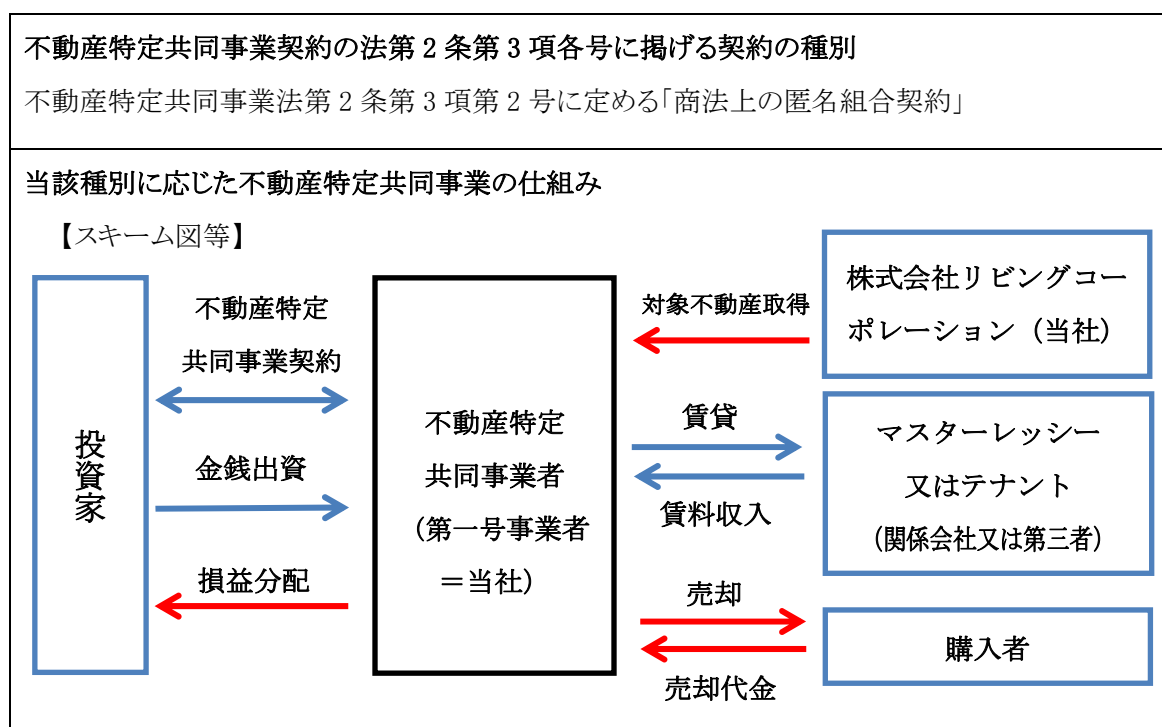 不動産特定共同事業契約の法第２条第３項各号に掲げる契約の種別
不動産特定共同事業法第２条第３項第２号に定める「商法上の匿名組合契約」
当該種別に応じた不動産特定共同事業の仕組み
【スキーム図等】
投資家
不動産特定
共同事業契約
金銭出資
損益分配
不動産特定
共同事業者
（第一号事業者
＝当社）
対象不動産取得
賃貸
賃料収入
売却
売却代金
株式会社リビングコー
ポレーション（当社）
マスターレッシー
又はテナント
（関係会社又は第三者）
購入者